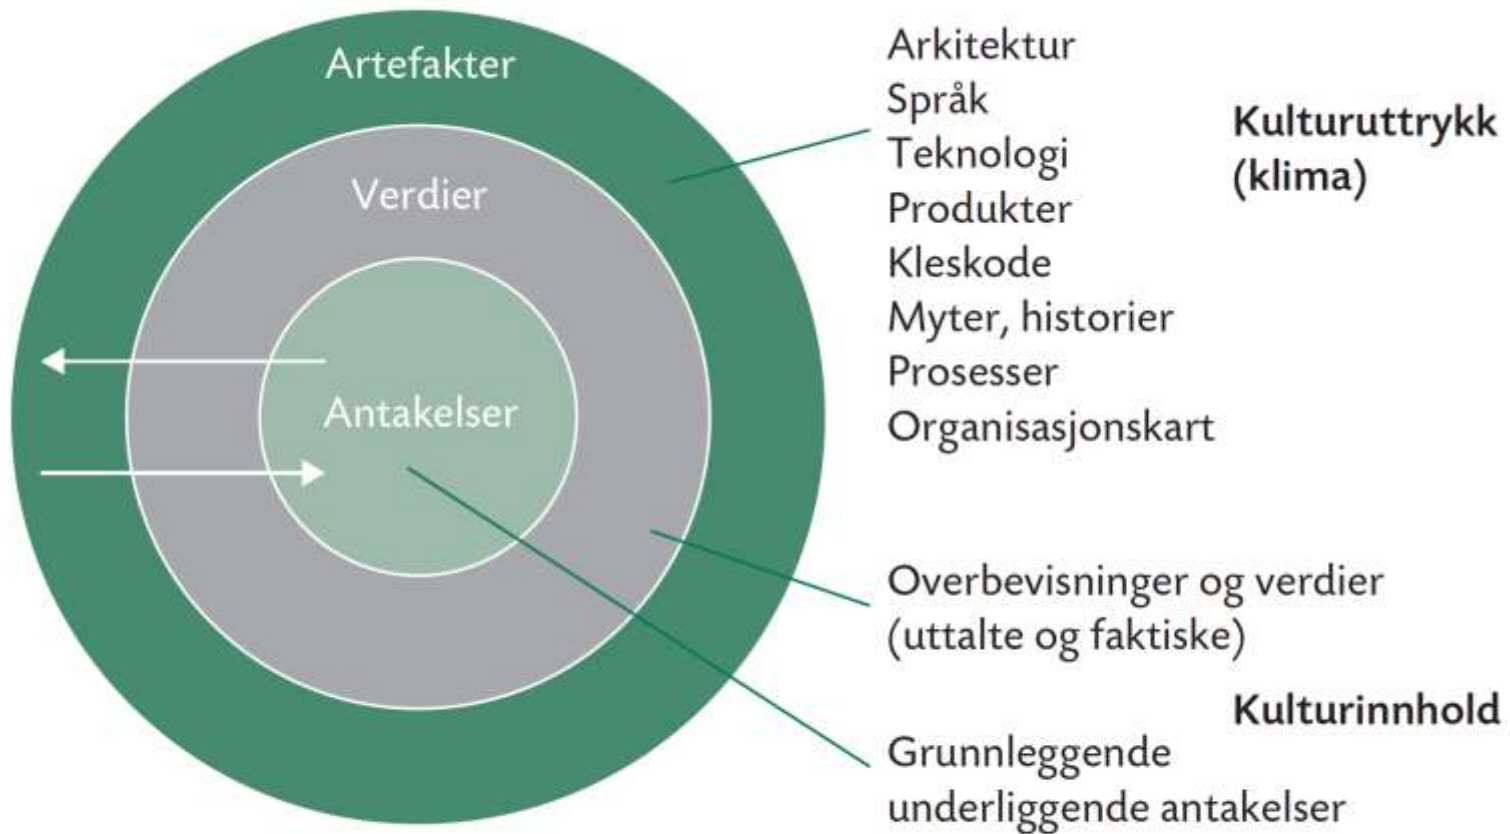 Artefakter
Verdier
Antakelser
Arkitektur
Språk
Teknologi
Produkter
Kleskode
Myter, historier
Prosesser
Organisasjonskart
Kulturuttrykk
(klima)
Overbevisninger og verdier
(uttalte og faktiske)
Kulturinnhold
Grunnleggende
underliggende antakelser